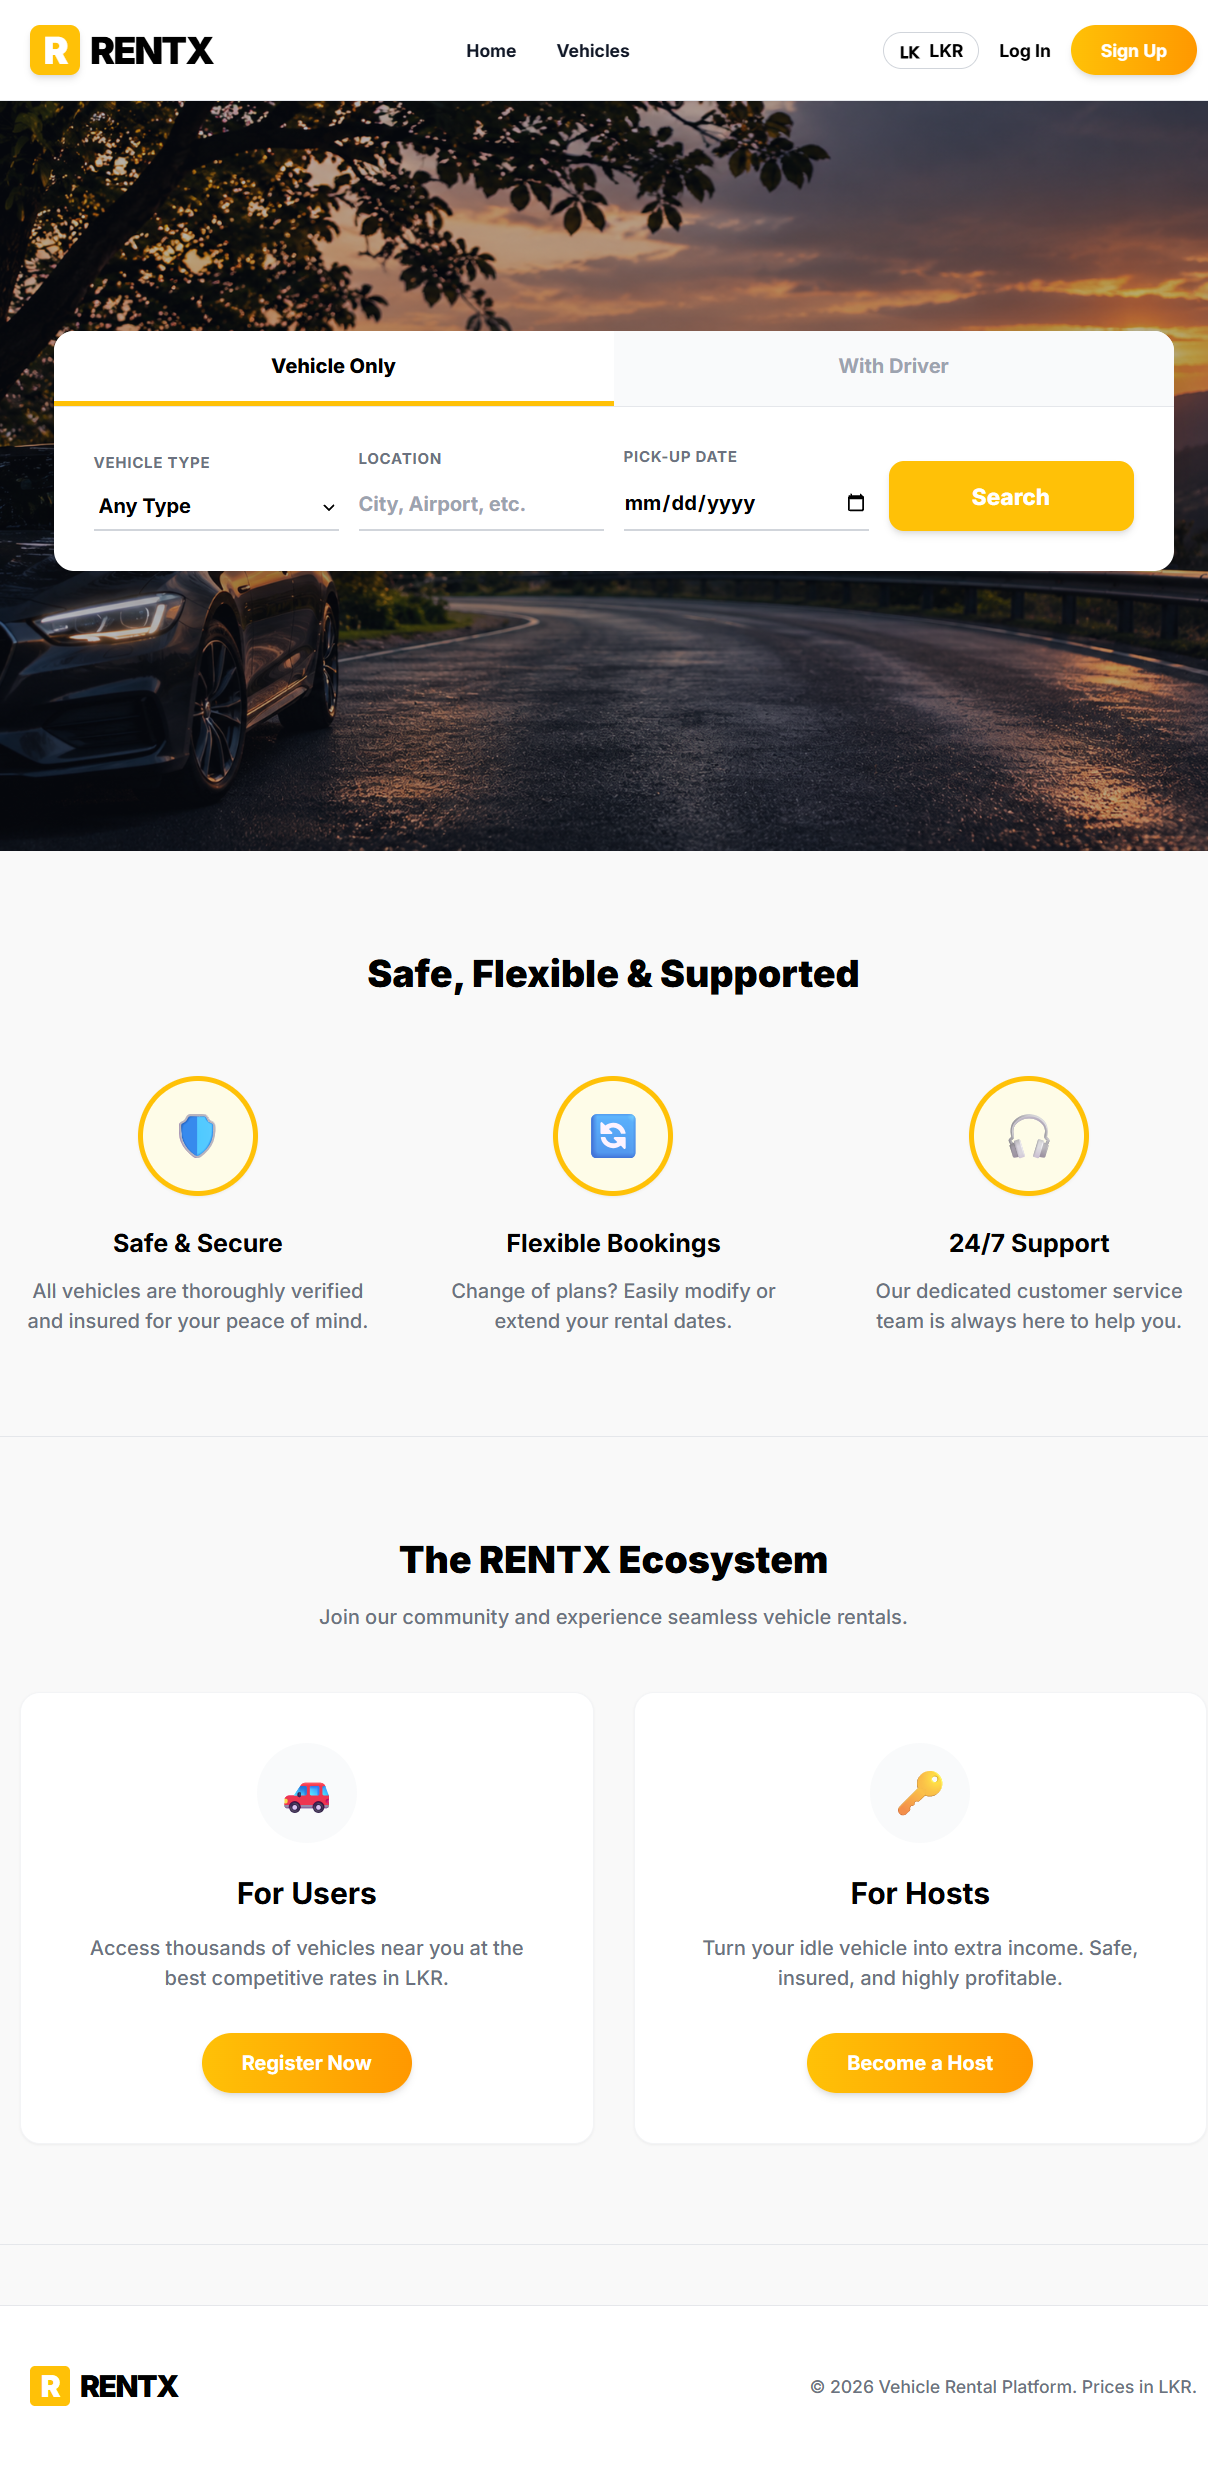 R RENTX
Home
Vehicles
LK LKR
Log In
Sign Up
Vehicle Only
With Driver
VEHICLE TYPE
Any Type
LOCATION
City, Airport, etc.
PICK-UP DATE
mm/dd/yyyy
Search
Safe, Flexible & Supported
Safe & Secure
All vehicles are thoroughly verified
and insured for your peace of mind.
Flexible Bookings
Change of plans? Easily modify or
extend your rental dates.
24/7 Support
Our dedicated customer service
team is always here to help you.
The RENTX Ecosystem
Join our community and experience seamless vehicle rentals.
For Users
Access thousands of vehicles near you at the
best competitive rates in LKR.
Register Now
For Hosts
Turn your idle vehicle into extra income. Safe,
insured, and highly profitable.
Become a Host
R RENTX
© 2026 Vehicle Rental Platform. Prices in LKR.